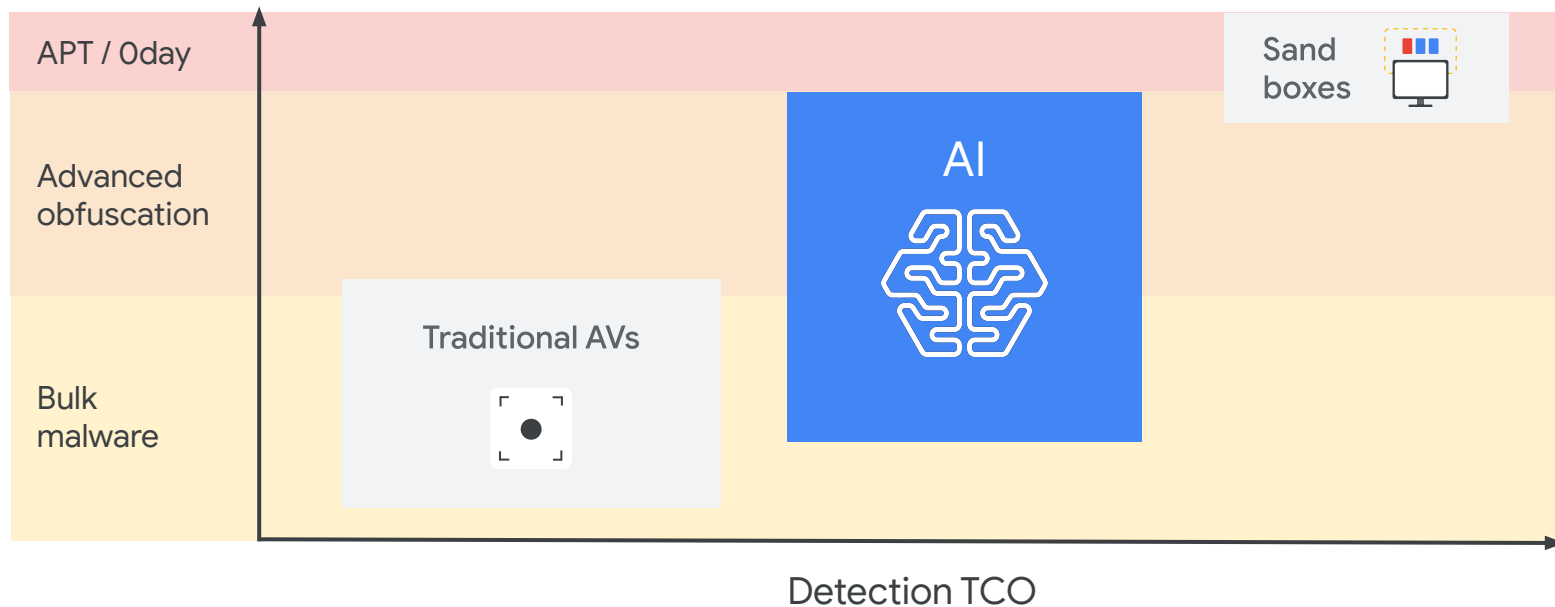 APT / 0day
Sand
boxes
AI
Advanced
obfuscation
Traditional AVs
Bulk
malware
Detection TCO